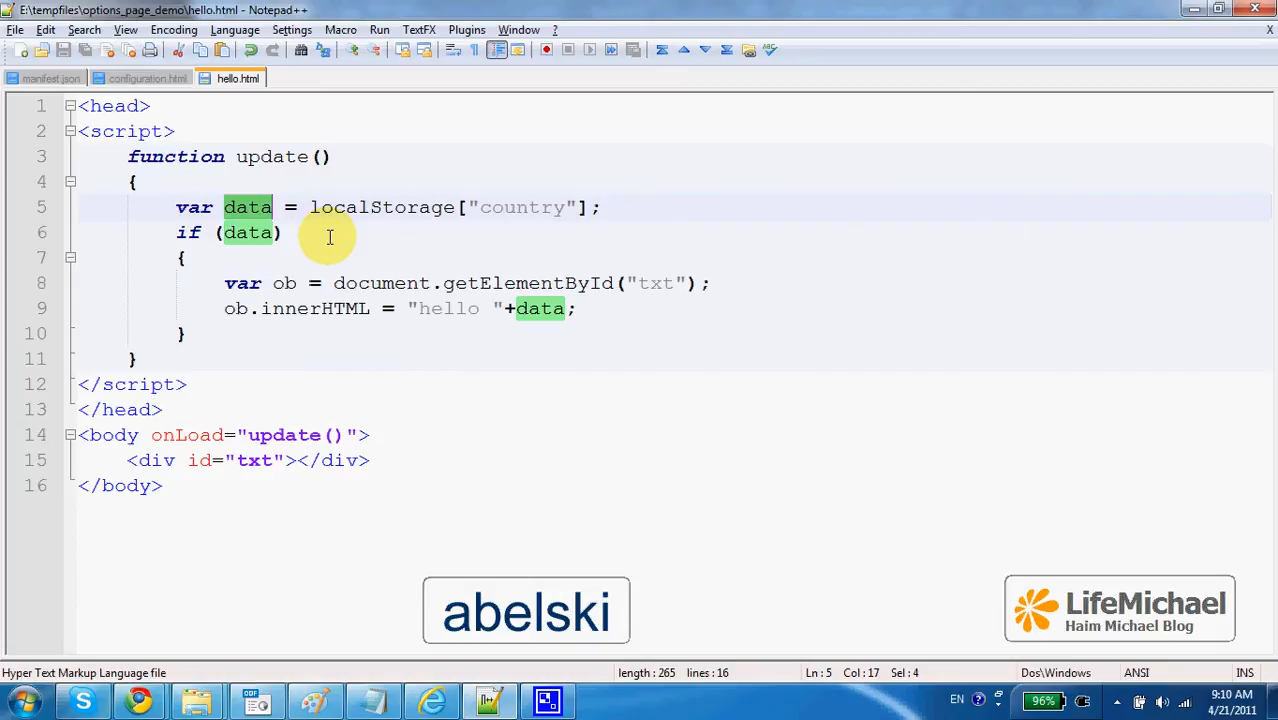 E:\tempfiles\options_page_demo\hello.html - Notepad++
File Edit Search View Encoding Language Settings Macro Run TextFX Plugins Window ? X
manifest.json configuration.html hello.html
1 <head>
2 <script>
3 function update()
4 {
5 var data = localStorage["country"];
6 if (data)
7 {
8 var ob = document.getElementById("txt");
9 ob.innerHTML = "hello "+data;
10 }
11 }
12 </script>
13 </head>
14 <body onLoad="update()">
15 <div id="txt"></div>
16 </body>
abelski
LifeMichael
Haim Michael Blog
Hyper Text Markup Language file length : 265 lines : 16 Ln : 5 Col : 17 Sel : 4 Dos\Windows ANSI INS
EN 96% 9:10 AM
4/21/2011